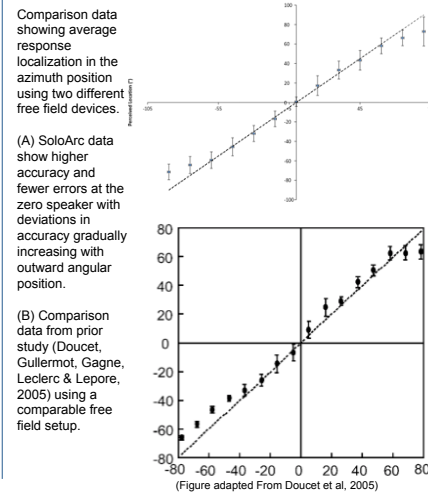 Comparison data
showing average
response
localization in the
azimuth position
using two different
free field devices.
(A) SoloArc data
show higher
accuracy and
fewer errors at the
zero speaker with
deviations in
accuracy gradually
increasing with
outward angular
position.
(B) Comparison
data from prior
study (Doucet,
Gullermot, Gagne,
Leclerc & Lepore,
2005) using a
comparable free
field setup.
Perceived Location (°)
100
80
60
40
20
0
-20
-40
-60
-80
-100
-105 -55 45
80
60
40
20
0
-20
-40
-60
-80
-80 -60 -40 -20 0 20 40 60 80
(Figure adapted From Doucet et al, 2005)